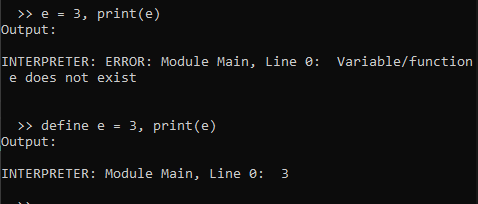 >> e = 3, print(e)
Output:
INTERPRETER: ERROR: Module Main, Line 0:  Variable/function
e does not exist
>> define e = 3, print(e)
Output:
INTERPRETER: Module Main, Line 0:  3
>>